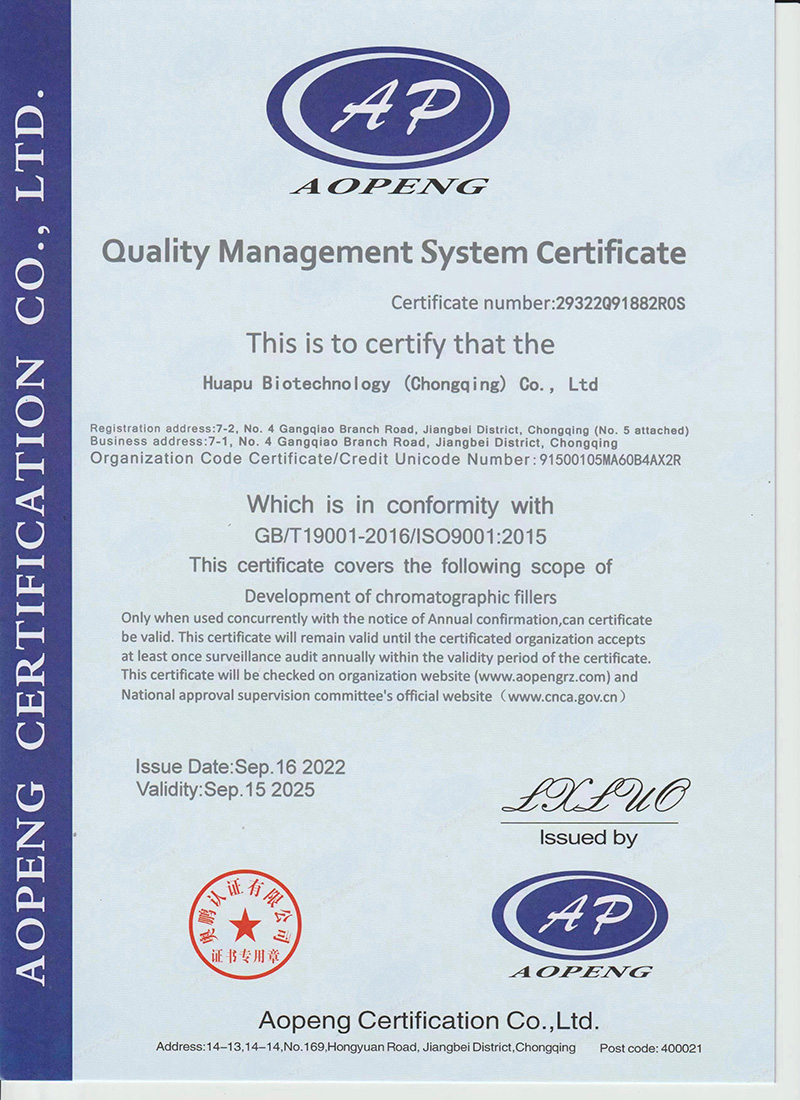 AOPENG CERTIFICATION CO., LTD.
AP
AOPENG
Quality Management System Certificate
Certificate number:29322Q91882R0S
This is to certify that the
Huapu Biotechnology (Chongqing) Co., Ltd
Registration address:7-2, No. 4 Gangqiao Branch Road, Jiangbei District, Chongqing (No. 5 attached)
Business address:7-1, No. 4 Gangqiao Branch Road, Jiangbei District, Chongqing
Organization Code Certificate/Credit Unicode Number:91500105MA60B4AX2R
Which is in conformity with
GB/T19001-2016/ISO9001:2015
This certificate covers the following scope of
Development of chromatographic fillers
Only when used concurrently with the notice of Annual confirmation,can certificate
be valid. This certificate will remain valid until the certificated organization accepts
at least once surveillance audit annually within the validity period of the certificate.
This certificate will be checked on organization website (www.aopengrz.com) and
National approval supervision committee's official website（www.cnca.gov.cn）
Issue Date:Sep.16 2022
Validity:Sep.15 2025
LXLUO
Issued by
奥鹏认证有限公司
证书专用章
AP
AOPENG
Aopeng Certification Co.,Ltd.
Address:14–13,14–14,No.169,Hongyuan Road, Jiangbei District,Chongqing Post code: 400021